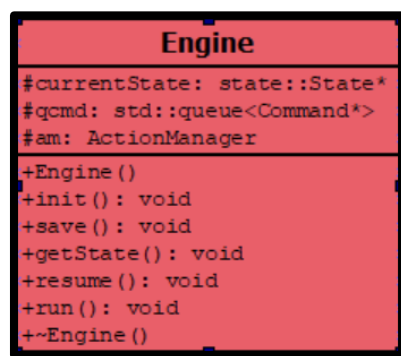 Engine
#currentState: state::State*
#qcmd: std::queue<Command*>
#am: ActionManager
+Engine()
+init(): void
+save(): void
+getState(): void
+resume(): void
+run(): void
+~Engine()